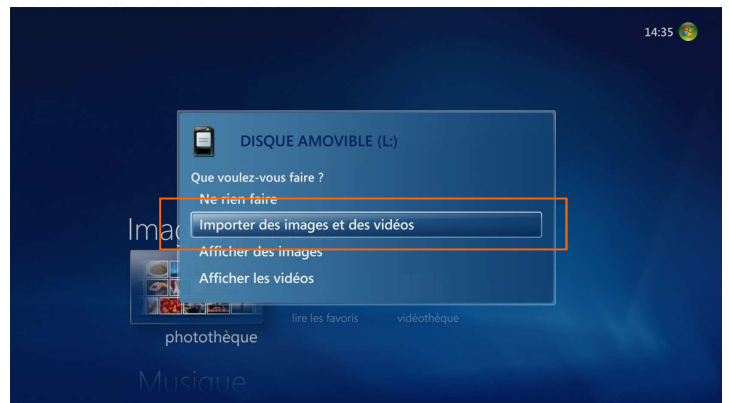 14:35
DISQUE AMOVIBLE (L:)
Que voulez-vous faire ?
Ne rien faire
Importer des images et des vidéos
Imag
Afficher des images
Afficher les vidéos
lire les favoris vidéothèque
photothèque
Musique